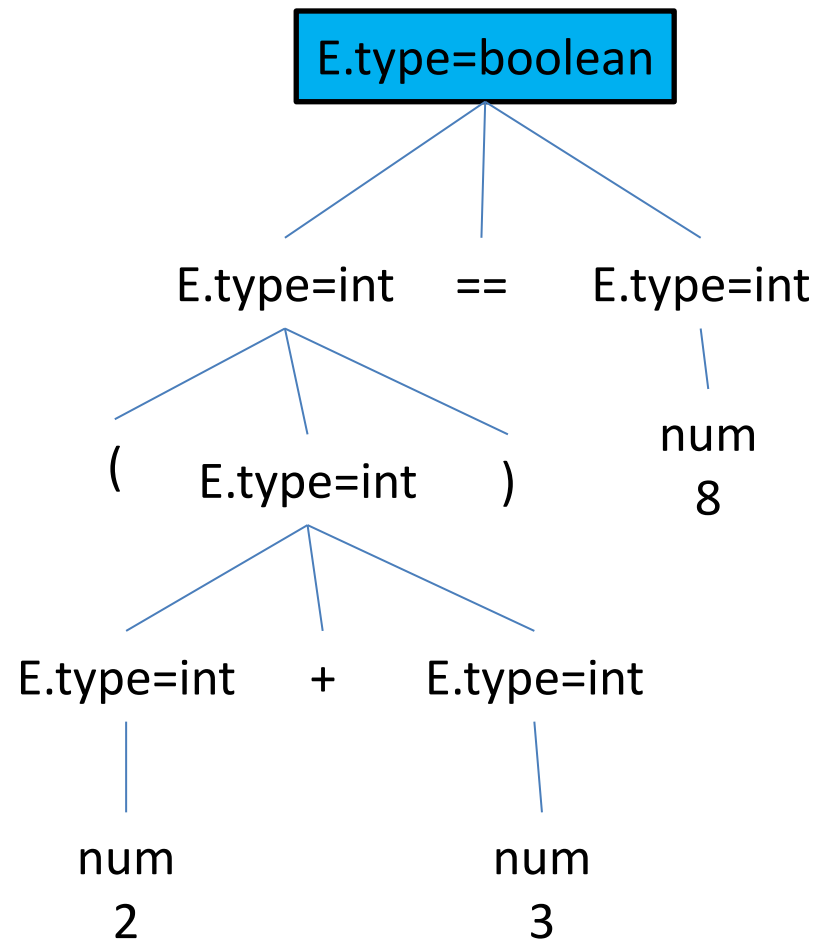 E.type=boolean
E.type=int == E.type=int
( E.type=int )
num
8
E.type=int + E.type=int
num num
2 3